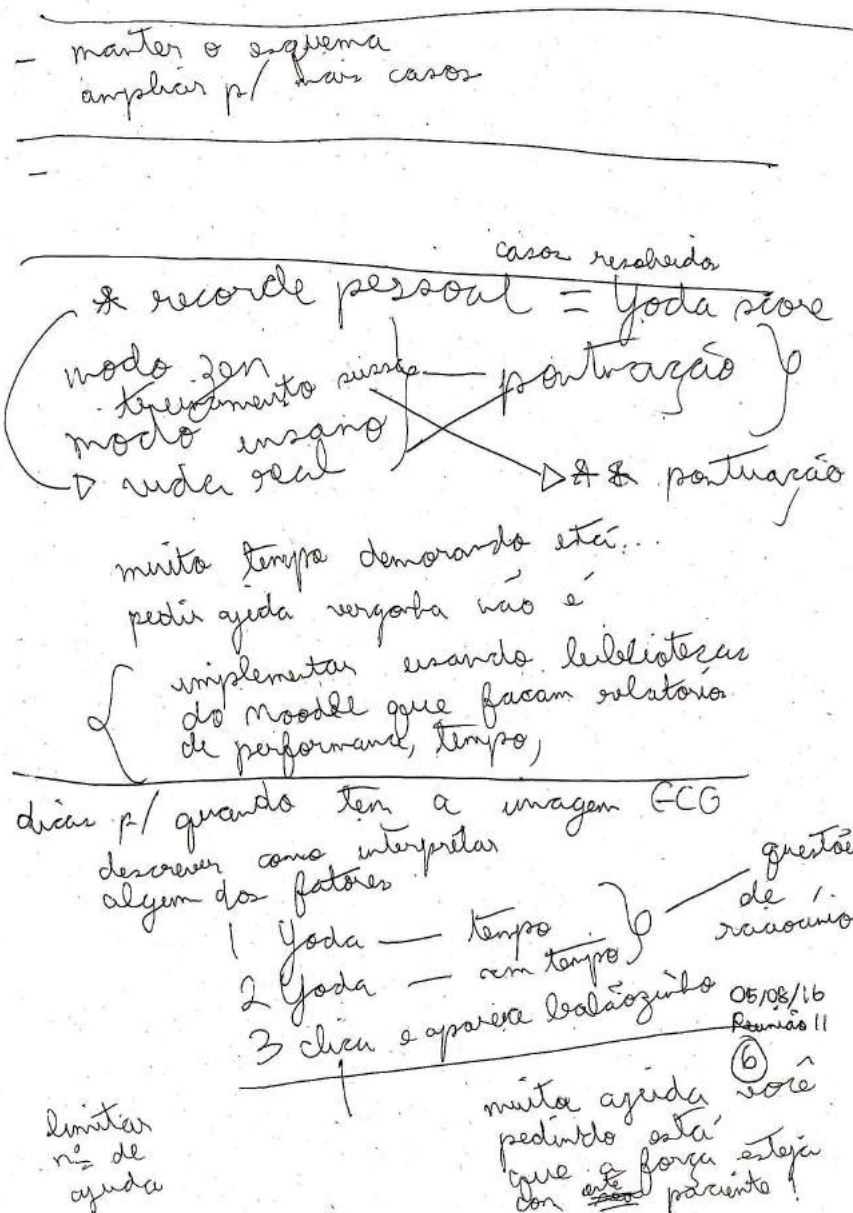 - manter o esquema
ampliar p/ mais casos
-
casos resolvidos
* recorde pessoal = Yoda score
modo zen
treinamento — pontuação
modo insano
vida real
** pontuação
muito tempo demorando está...
pedir ajuda vergonha não é
implementar usando bibliotecas
do Moodle que facam relatório
de performance, tempo,
dicas p/ quando tem a imagem ECG
descrever como interpretar
algum dos fatores
questões
de
raciocínio
1 Yoda — tempo
2 Yoda — sem tempo
3 clica e aparece balãozinho
05/08/16
Reunião 11
6
limitar
nº de
ajuda
muita ajuda você
pedindo está
que a força esteja
com este paciente!